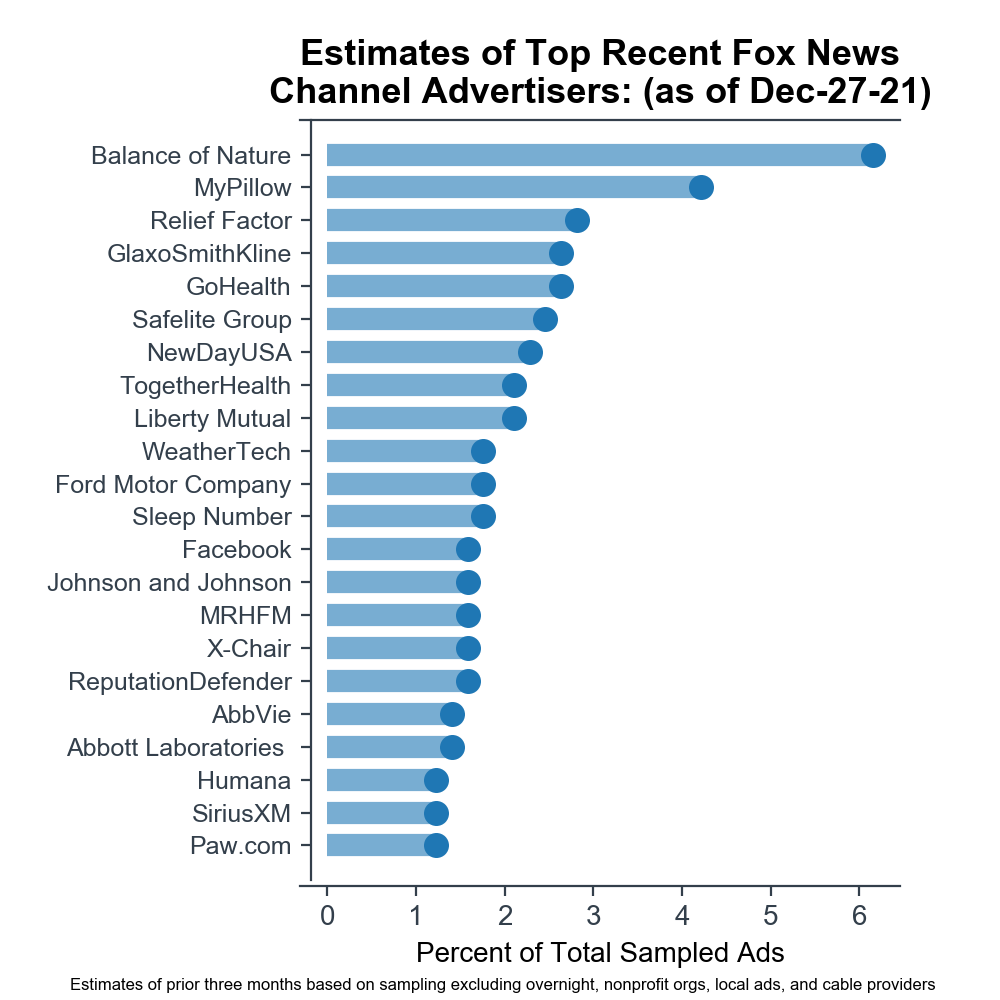 Estimates of Top Recent Fox News
Channel Advertisers: (as of Dec-27-21)
Balance of Nature
MyPillow
Relief Factor
GlaxoSmithKline
GoHealth
Safelite Group
NewDayUSA
TogetherHealth
Liberty Mutual
WeatherTech
Ford Motor Company
Sleep Number
Facebook
Johnson and Johnson
MRHFM
X-Chair
ReputationDefender
AbbVie
Abbott Laboratories
Humana
SiriusXM
Paw.com
0 1 2 3 4 5 6
Percent of Total Sampled Ads
Estimates of prior three months based on sampling excluding overnight, nonprofit orgs, local ads, and cable providers